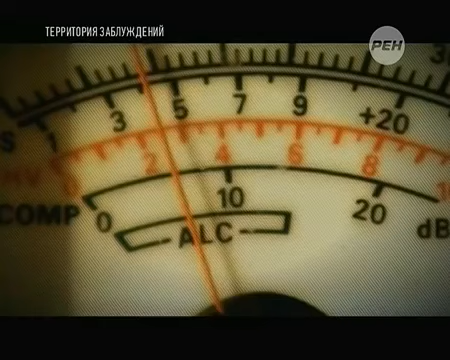 ТЕРРИТОРИЯ ЗАБЛУЖДЕНИЙ
РЕН
S 1 3 5 7 9 +20
0 2 4 6 8
COMP 0 10 20 dB
ALC